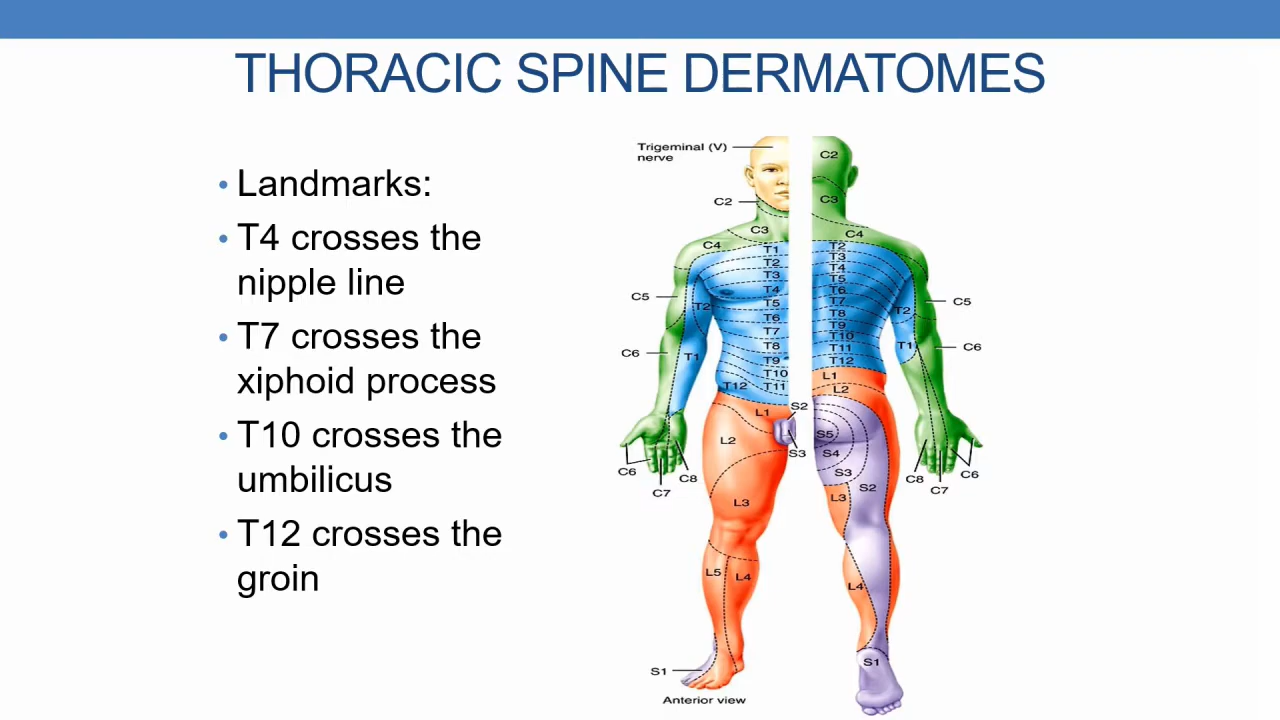 THORACIC SPINE DERMATOMES
• Landmarks:
• T4 crosses the
nipple line
• T7 crosses the
xiphoid process
• T10 crosses the
umbilicus
• T12 crosses the
groin
Trigeminal (V)
nerve
C2
C3
C4
T1
T2
T3
T4
T5
T6
T7
T8
T9
T10
T11
T12
C5
T2
C6
T1
L1
S2
S3
L2
C6
C7
C8
L3
L5
L4
S1
Anterior view
C2
C3
C4
T2
T3
T4
T5
T6
T7
T8
T9
T10
T11
T12
C5
T2
T1
C6
L1
L2
S5
S4
S3
S2
C8
C7
C6
L3
L4
S1